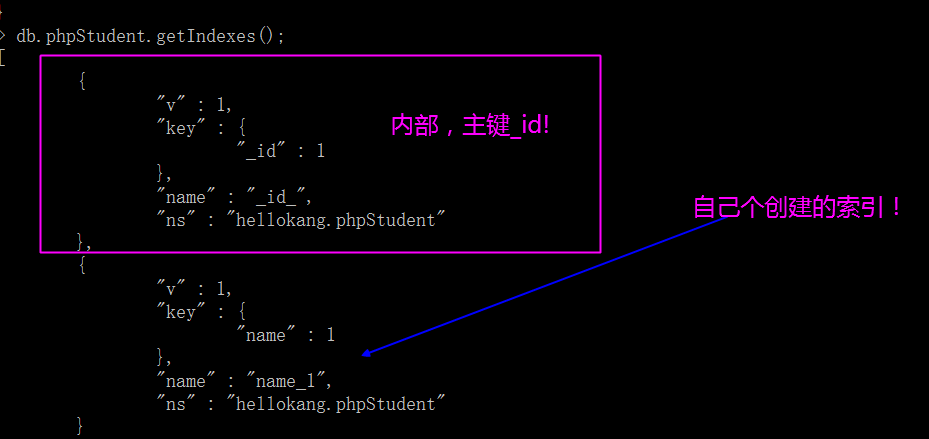 > db.phpStudent.getIndexes();
[
{
"v" : 1,
"key" : {
"_id" : 1
},
"name" : "_id_",
"ns" : "hellokang.phpStudent"
},
{
"v" : 1,
"key" : {
"name" : 1
},
"name" : "name_1",
"ns" : "hellokang.phpStudent"
}
内部，主键_id!
自己个创建的索引！